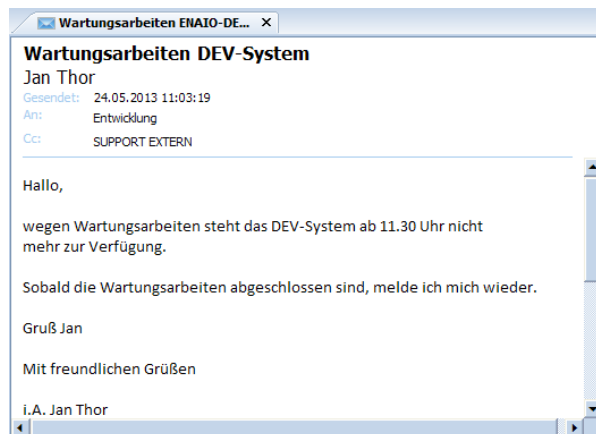 Wartungsarbeiten ENAIO-DE...
Wartungsarbeiten DEV-System
Jan Thor
Gesendet: 24.05.2013 11:03:19
An: Entwicklung
Cc: SUPPORT EXTERN
Hallo,
wegen Wartungsarbeiten steht das DEV-System ab 11.30 Uhr nicht
mehr zur Verfügung.
Sobald die Wartungsarbeiten abgeschlossen sind, melde ich mich wieder.
Gruß Jan
Mit freundlichen Grüßen
i.A. Jan Thor